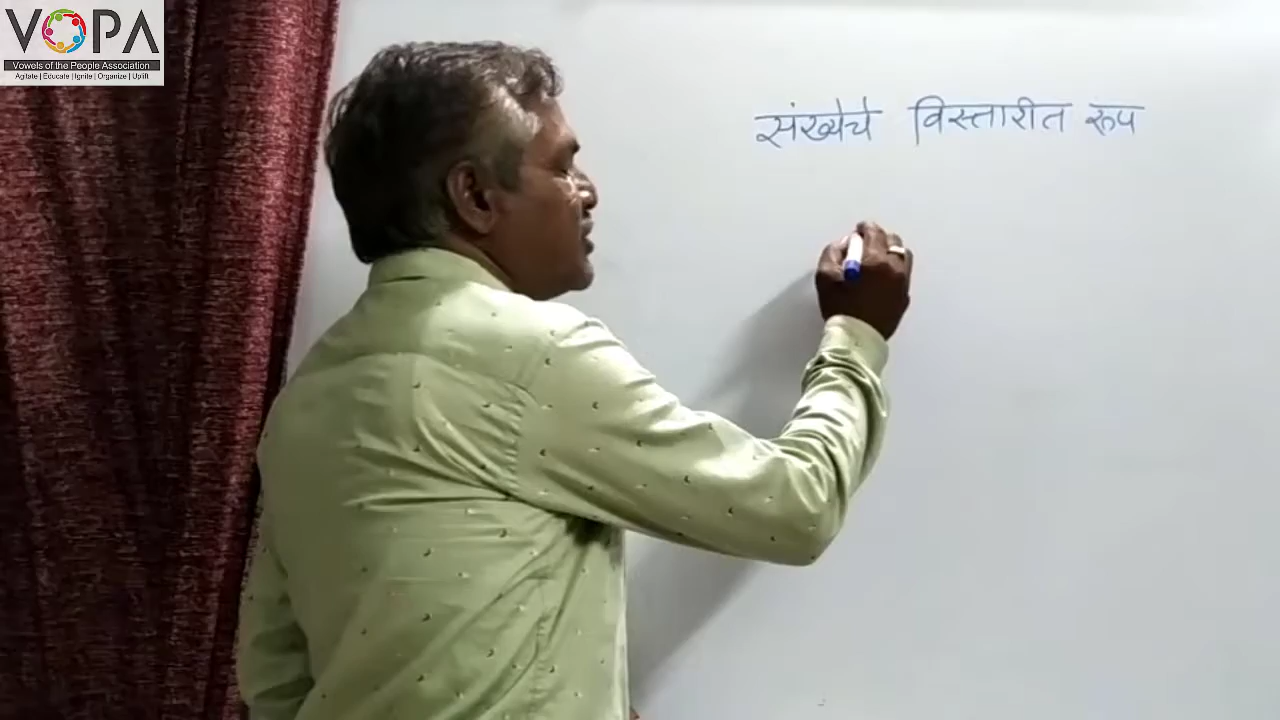 VOPA
Vowels of the People Association
Agitate | Educate | Ignite | Organize | Uplift
संख्येचे विस्तारीत रूप